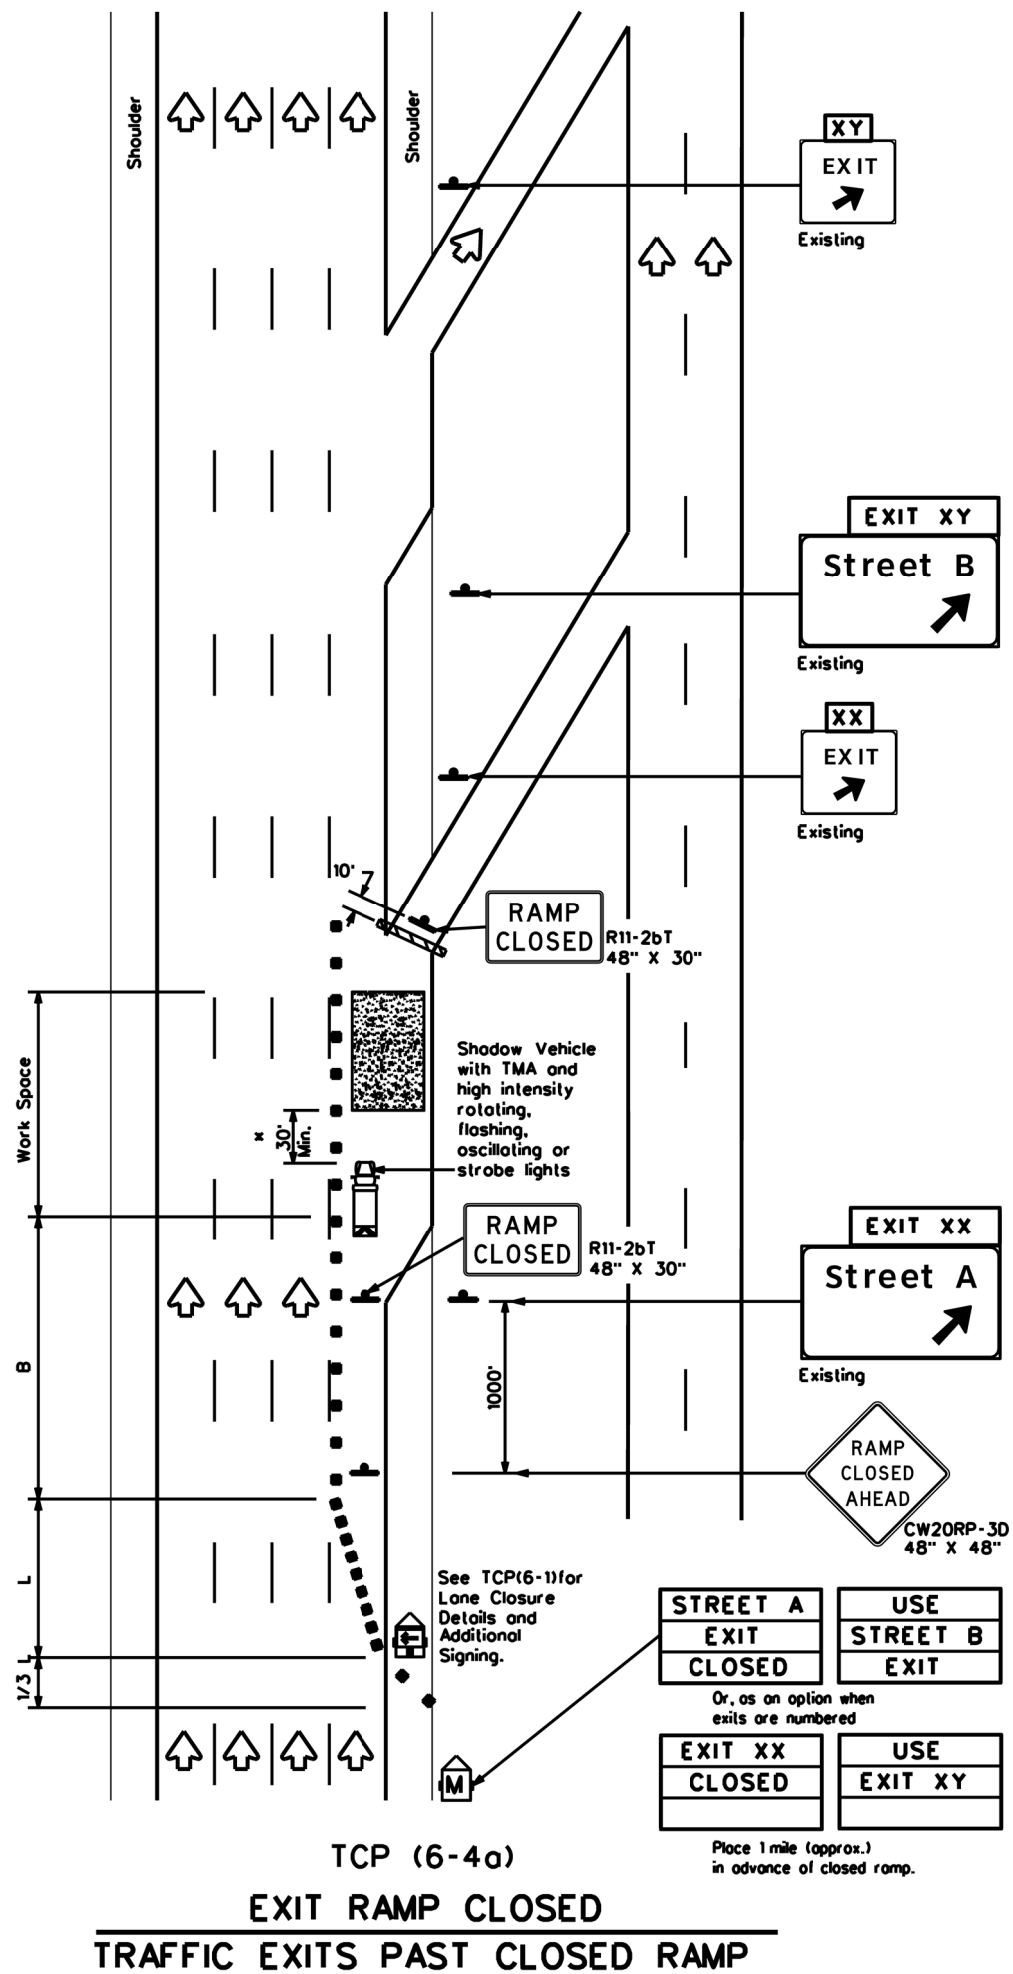 Shoulder
Shoulder
XY
EXIT
Existing
EXIT XY
Street B
Existing
XX
EXIT
Existing
10'
RAMP
CLOSED
R11-2bT
48" X 30"
Work Space
Shadow Vehicle
with TMA and
high intensity
rotating,
flashing,
oscillating or
strobe lights
x
30'
Min.
RAMP
CLOSED
R11-2bT
48" X 30"
EXIT XX
Street A
Existing
B
1000'
RAMP
CLOSED
AHEAD
CW20RP-3D
48" X 48"
L
See TCP(6-1)for
Lane Closure
Details and
Additional
Signing.
1/3 L
STREET A
EXIT
CLOSED
USE
STREET B
EXIT
Or, as an option when
exits are numbered
EXIT XX
CLOSED
USE
EXIT XY
M
Place 1 mile (approx.)
in advance of closed ramp.
TCP (6-4a)
EXIT RAMP CLOSED
TRAFFIC EXITS PAST CLOSED RAMP